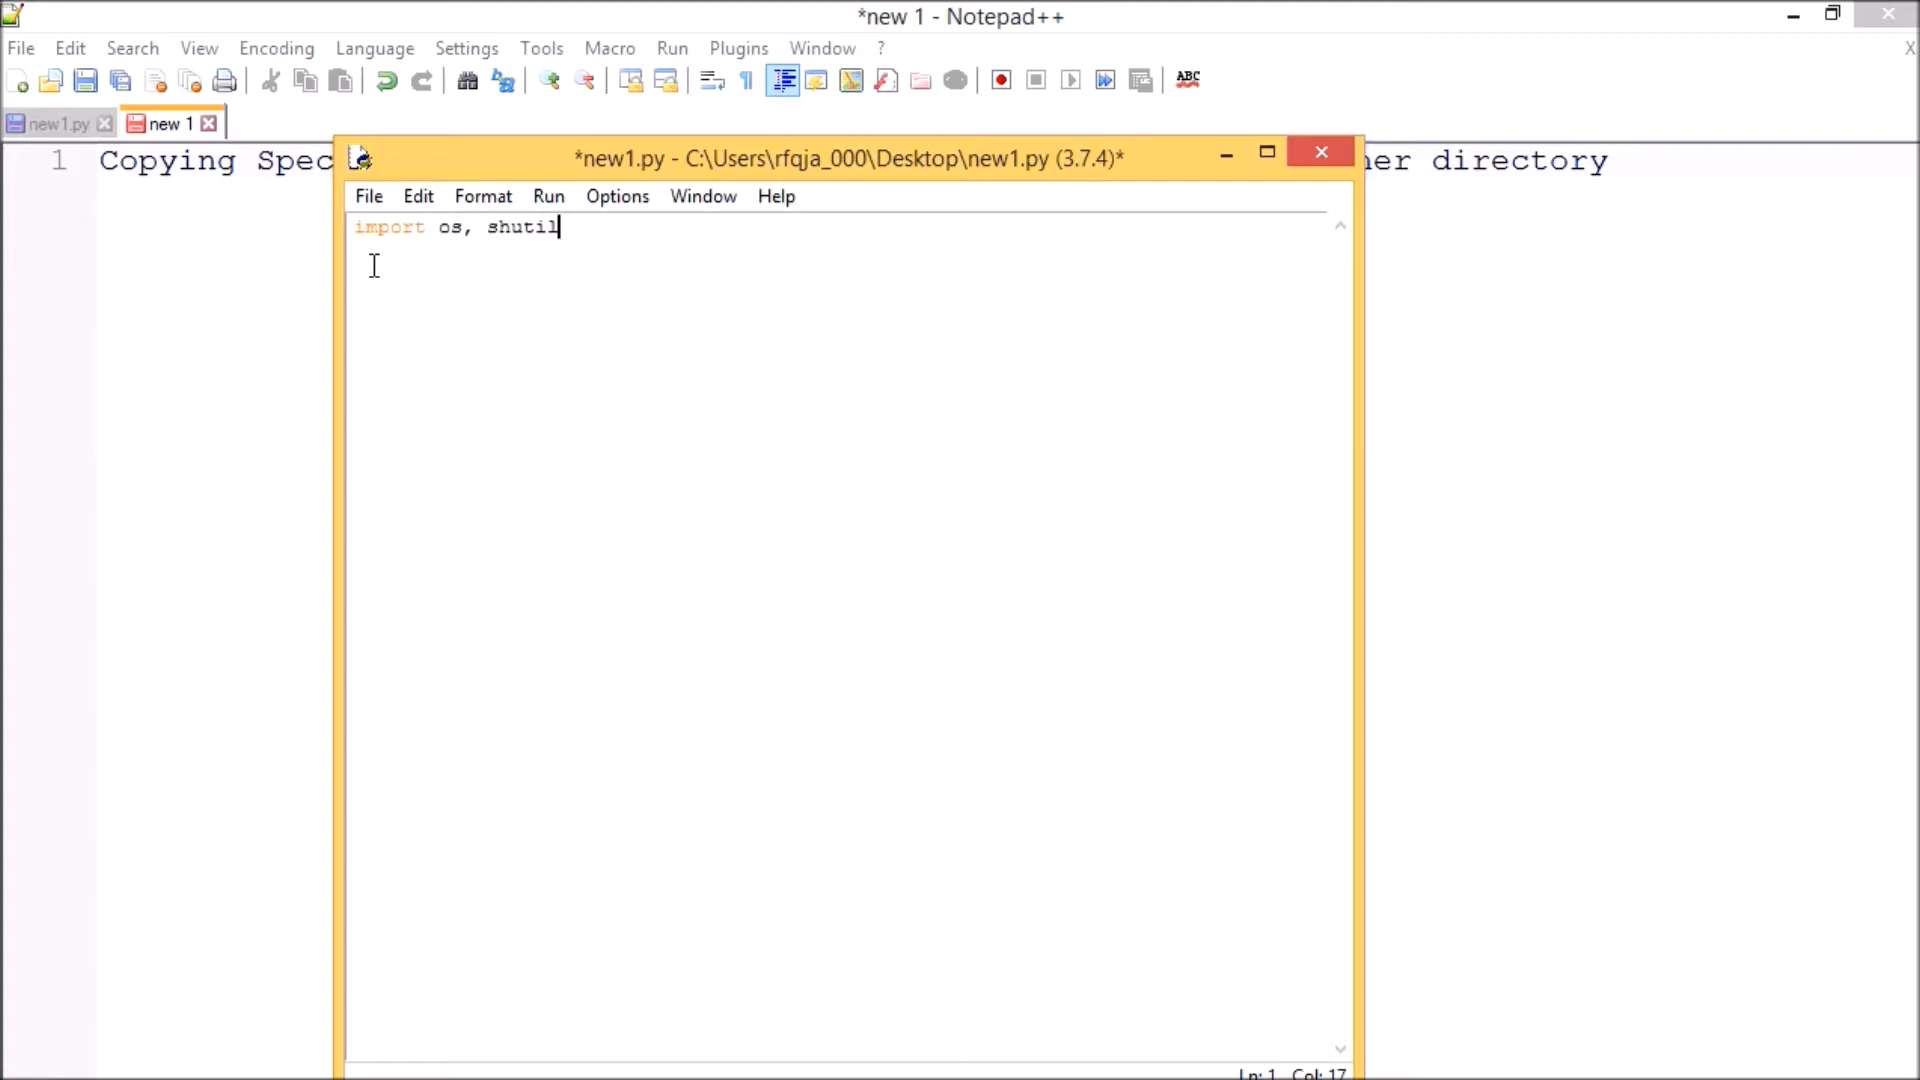 *new 1 - Notepad++
File Edit Search View Encoding Language Settings Tools Macro Run Plugins Window ? X
ABC
new1.py new 1
1 Copying directory
*new1.py - C:\Users\rfqja_000\Desktop\new1.py (3.7.4)*
File Edit Format Run Options Window Help
import os, shutil
Ln: 1 Col: 17